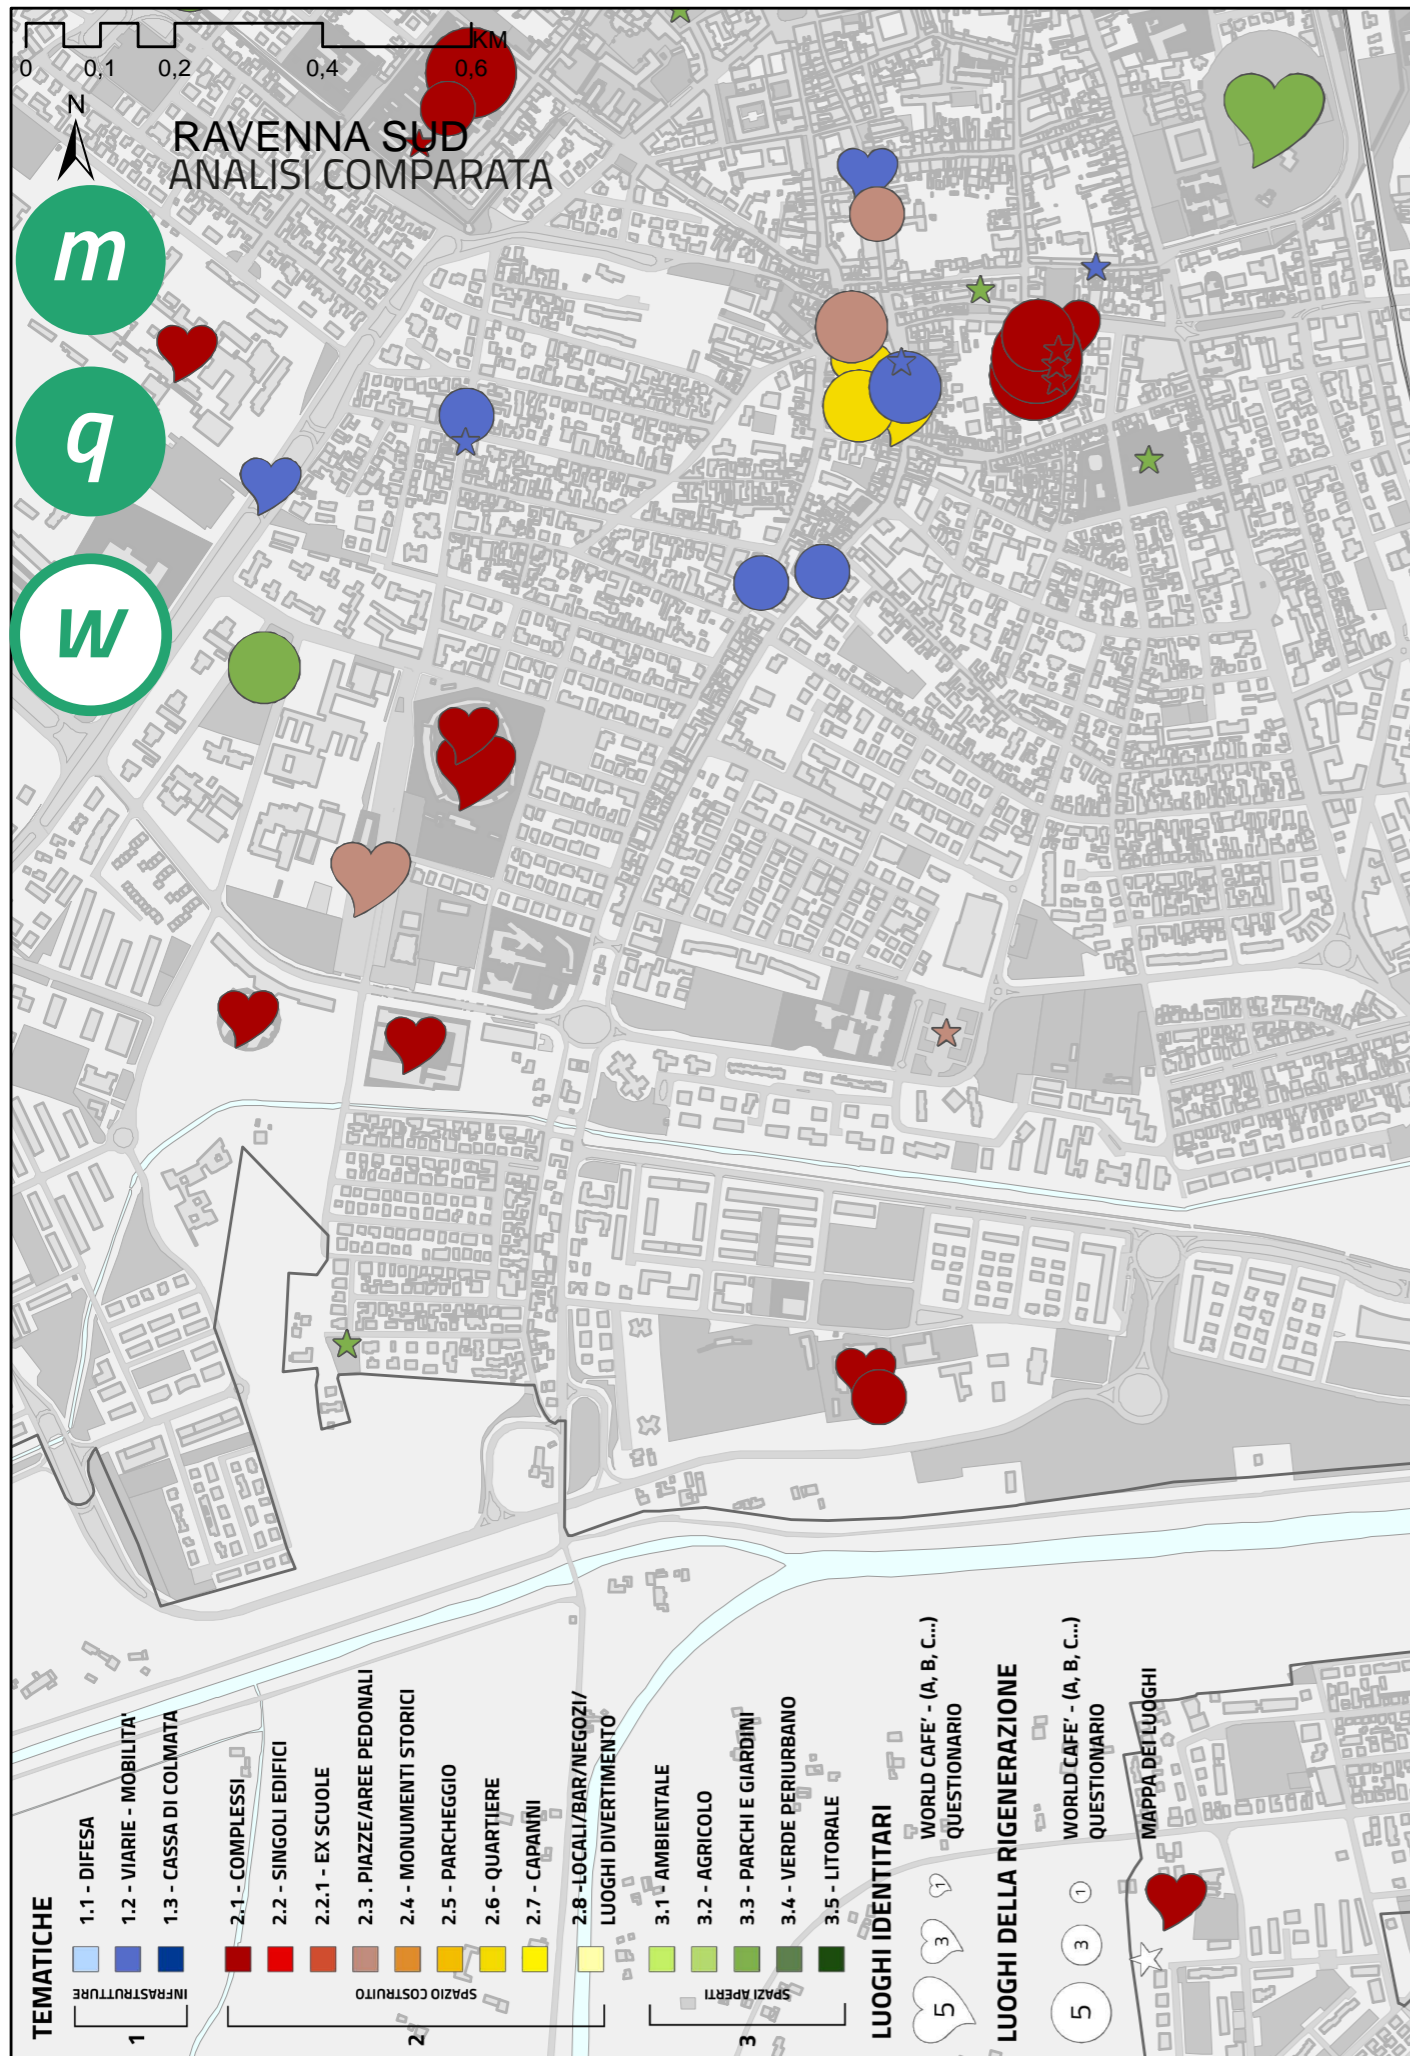 KM
0 0,1 0,2 0,4 0,6
N
RAVENNA SUD
ANALISI COMPARATA
m
q
w
TEMATICHE
1
INFRASTRUTTURE
1.1 - DIFESA
1.2 - VIARIE - MOBILITA'
1.3 - CASSA DI COLMATA
2
SPAZIO COSTRUITO
2.1 - COMPLESSI
2.2 - SINGOLI EDIFICI
2.2.1 - EX SCUOLE
2.3 . PIAZZE/AREE PEDONALI
2.4 - MONUMENTI STORICI
2.5 - PARCHEGGIO
2.6 - QUARTIERE
2.7 - CAPANNI
2.8 -LOCALI/BAR/NEGOZI/
LUOGHI DIVERTIMENTO
3
SPAZI APERTI
3.1 - AMBIENTALE
3.2 - AGRICOLO
3.3 - PARCHI E GIARDINI
3.4 - VERDE PERIURBANO
3.5 - LITORALE
LUOGHI IDENTITARI
5 3 1
WORLD CAFE' - (A, B, C...)
QUESTIONARIO
LUOGHI DELLA RIGENERAZIONE
5 3 1
WORLD CAFE' - (A, B, C...)
QUESTIONARIO
MAPPA DEI LUOGHI